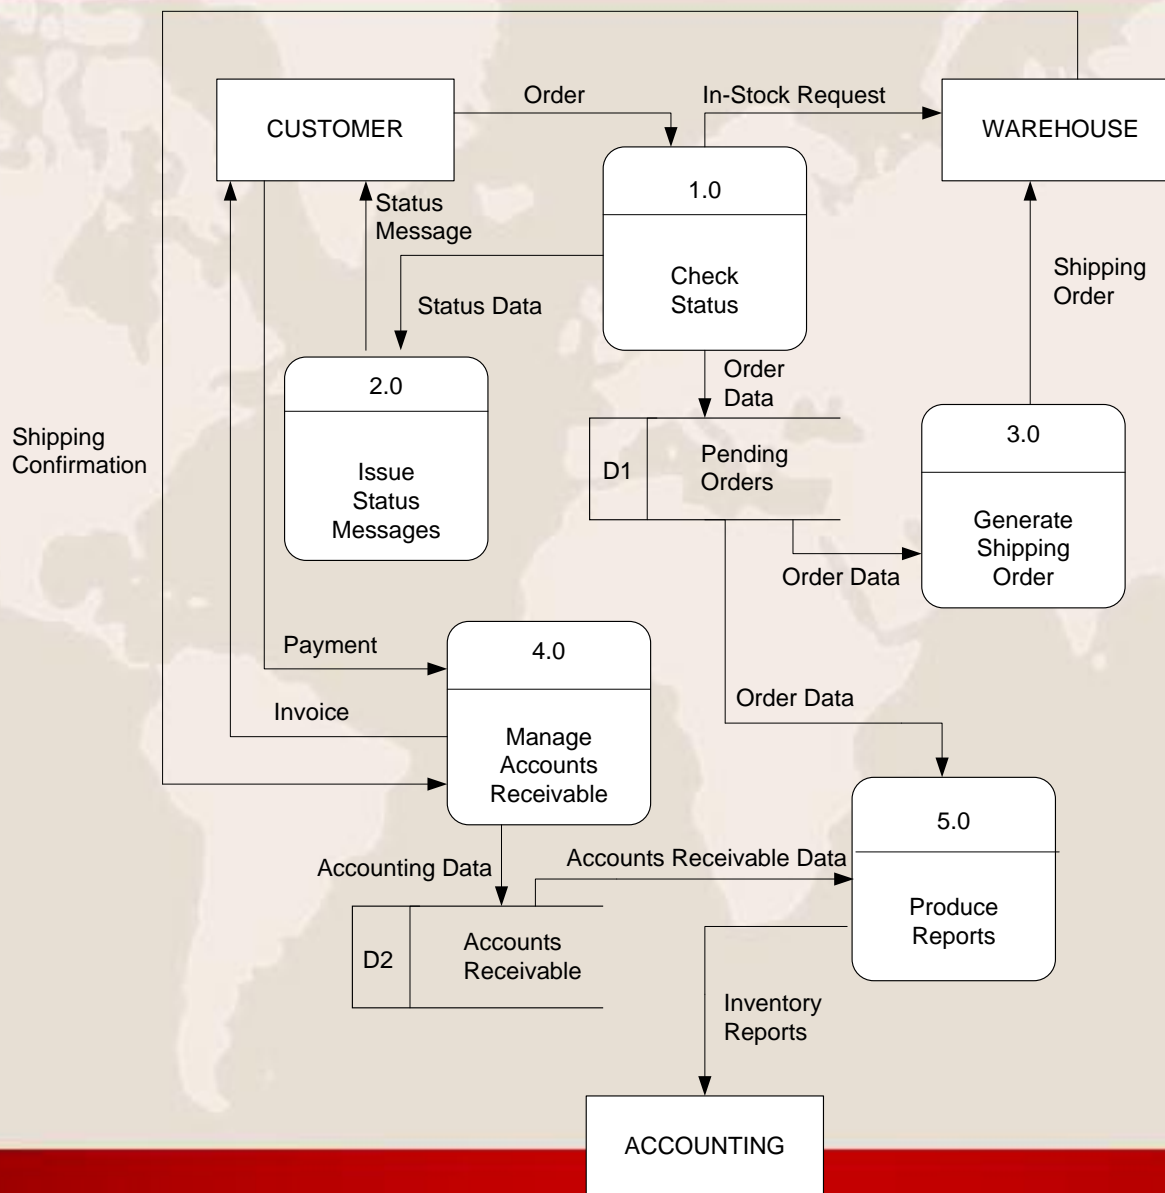 Order
In-Stock Request
CUSTOMER
WAREHOUSE
1.0
Check
Status
Status
Message
Shipping
Order
Status Data
2.0
Issue
Status
Messages
Order
Data
D1
Pending
Orders
3.0
Generate
Shipping
Order
Shipping
Confirmation
Order Data
Payment
4.0
Manage
Accounts
Receivable
Invoice
Order Data
5.0
Produce
Reports
Accounting Data
Accounts Receivable Data
D2
Accounts
Receivable
Inventory
Reports
ACCOUNTING